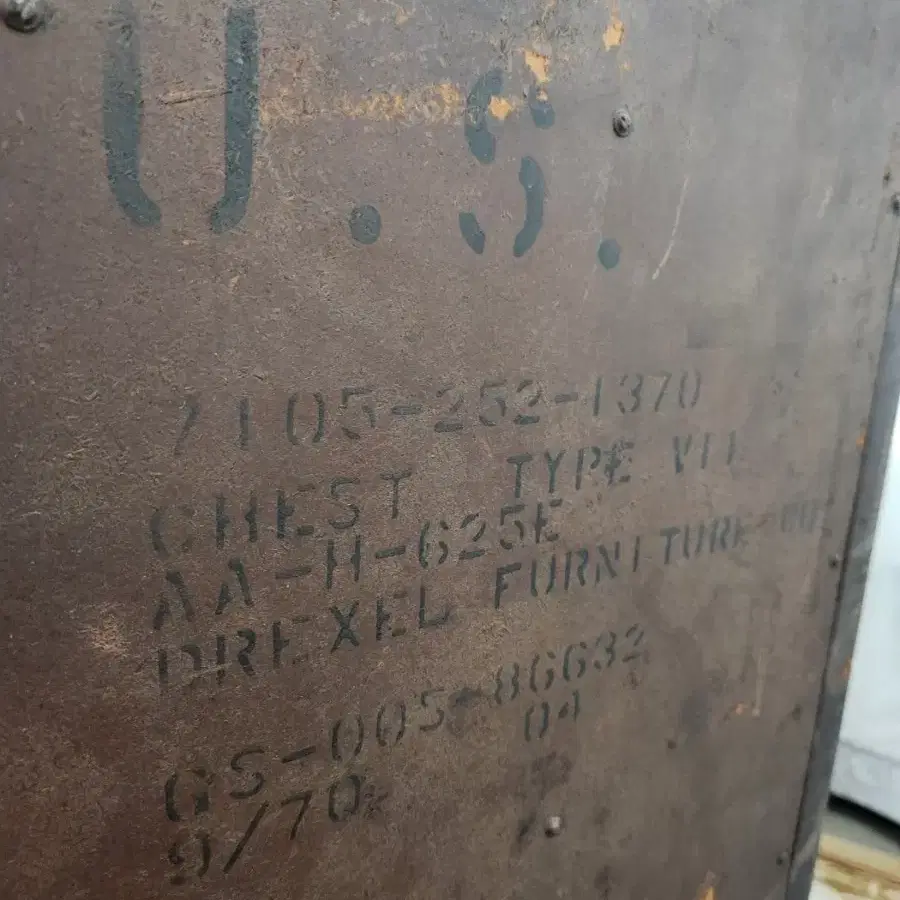 U.S.
7105-252-1370
CHEST TYPE VII
AA-H-625E
DREXEL FURNITURE CO
GS-00S-86632
04
9/70